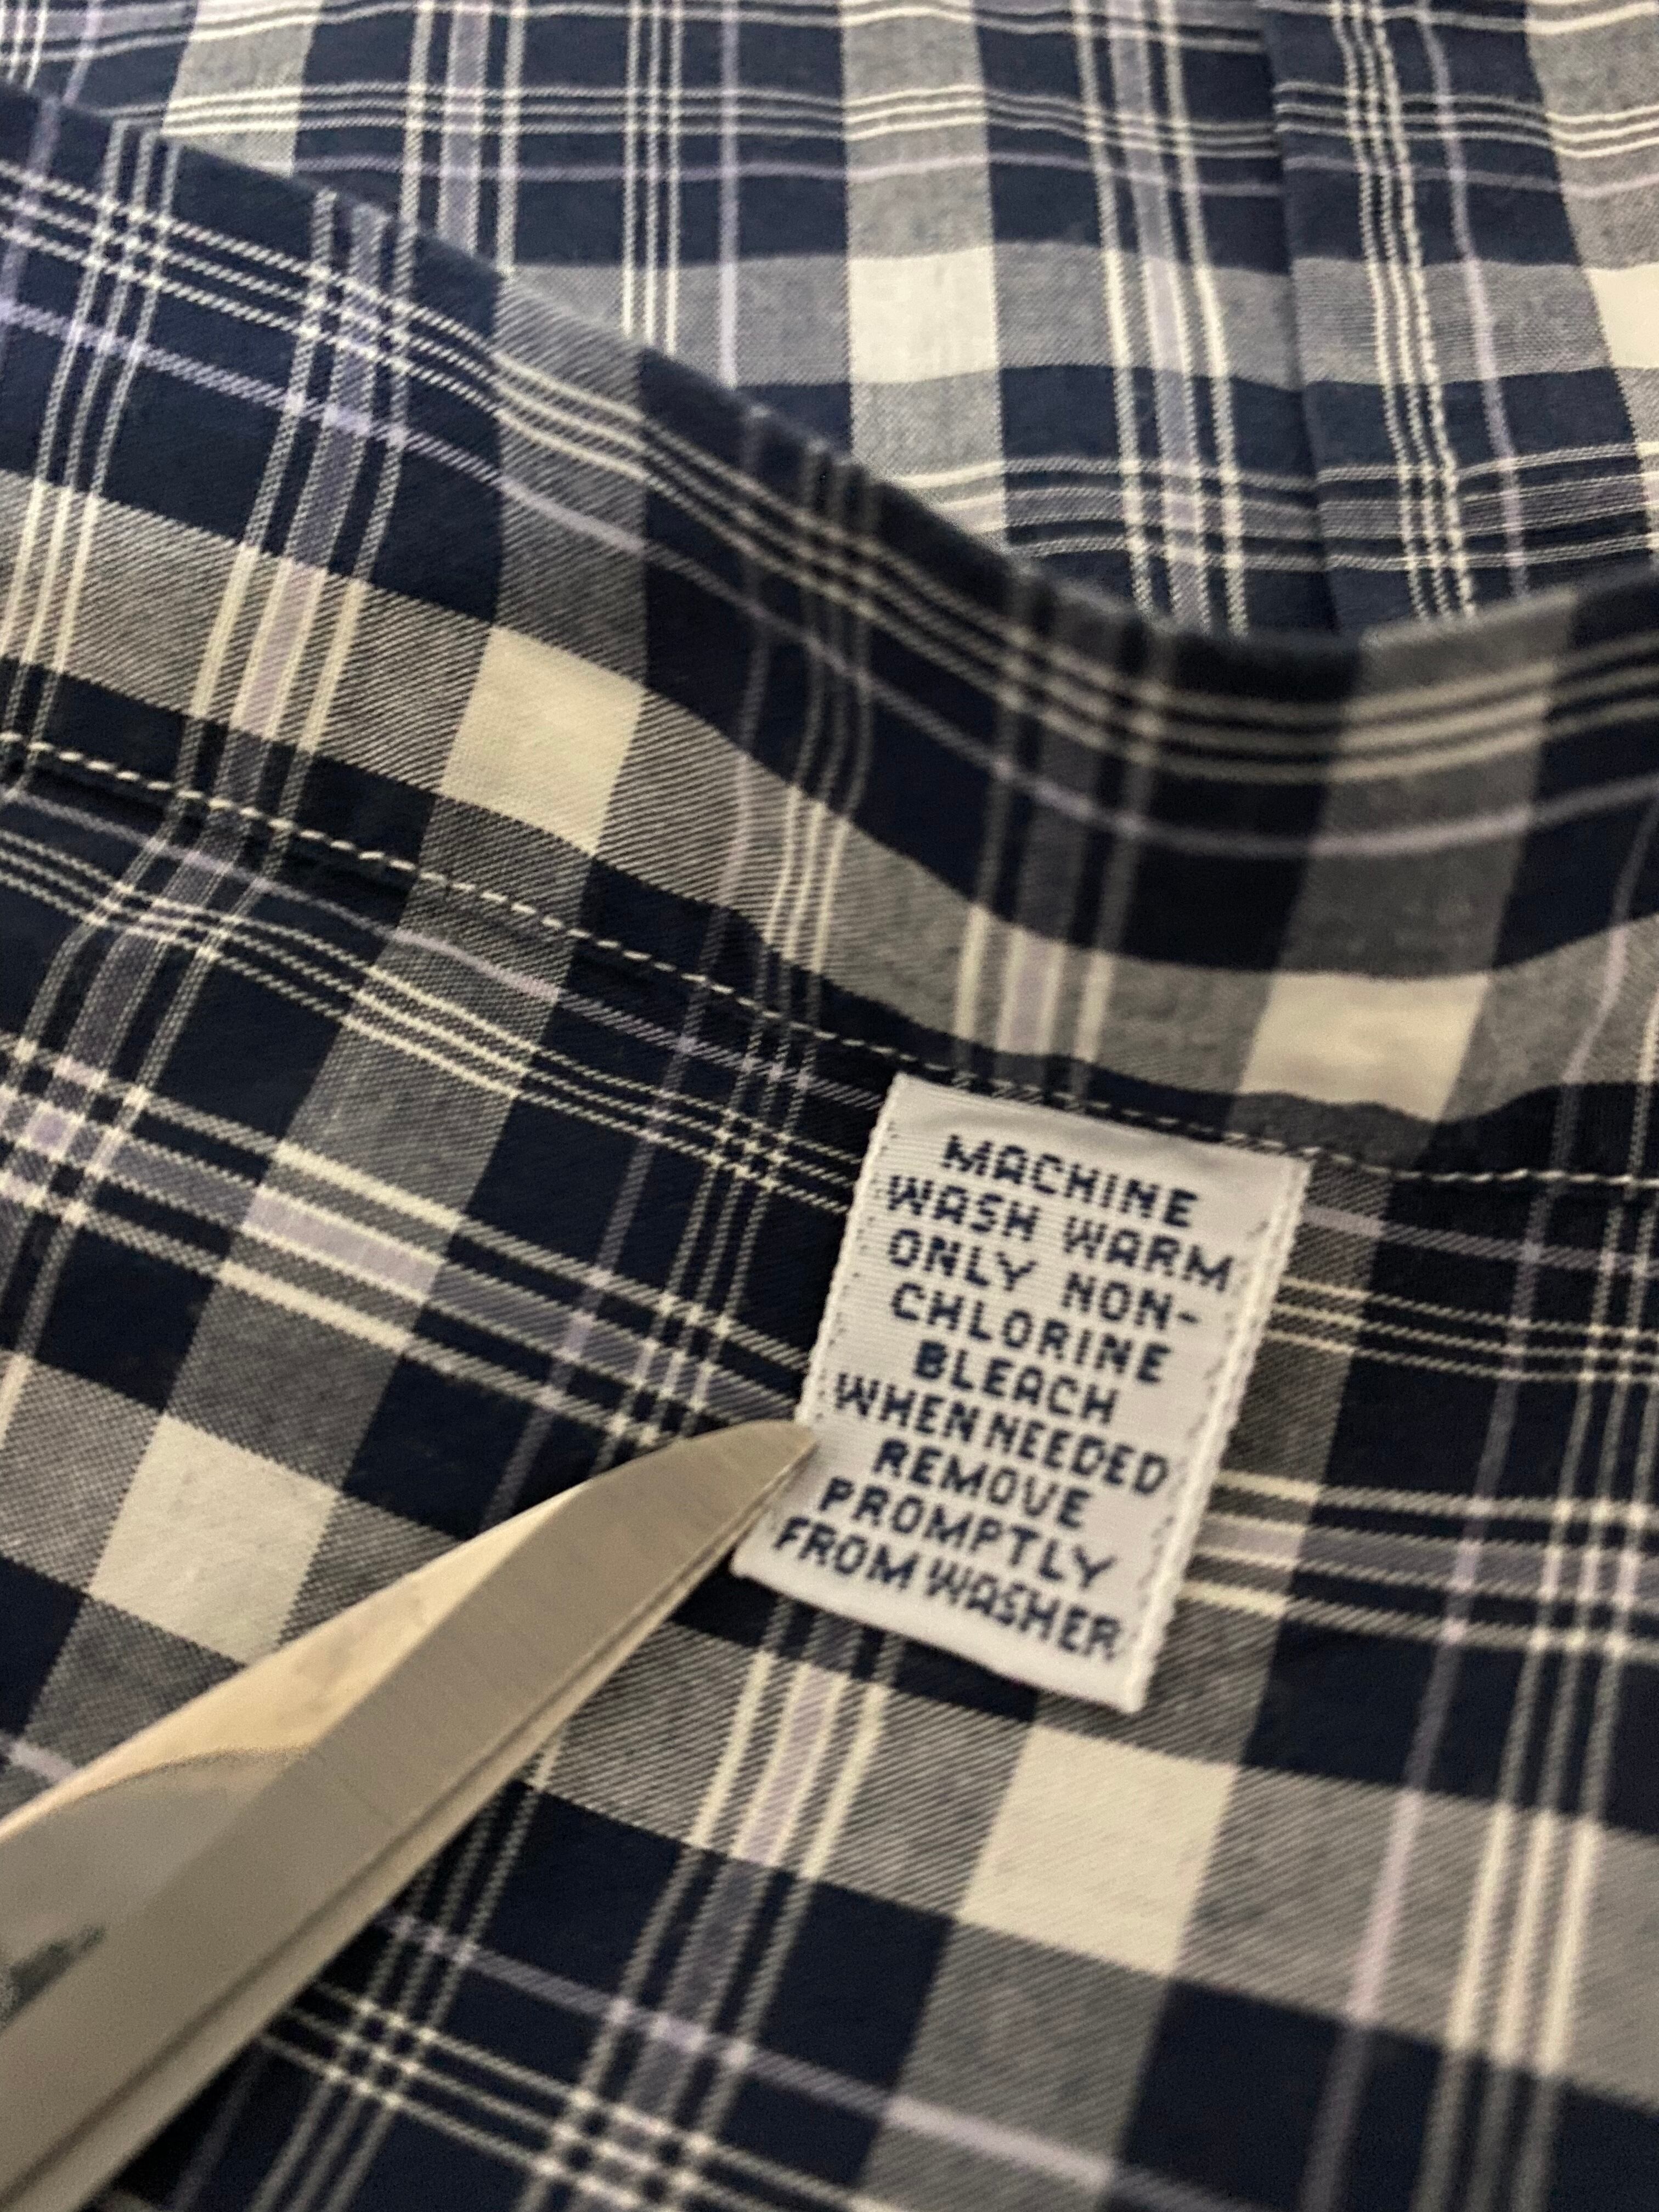 MACHINE
WASH WARM
ONLY NON-
CHLORINE
BLEACH
WHEN NEEDED
REMOVE
PROMPTLY
FROM WASHER